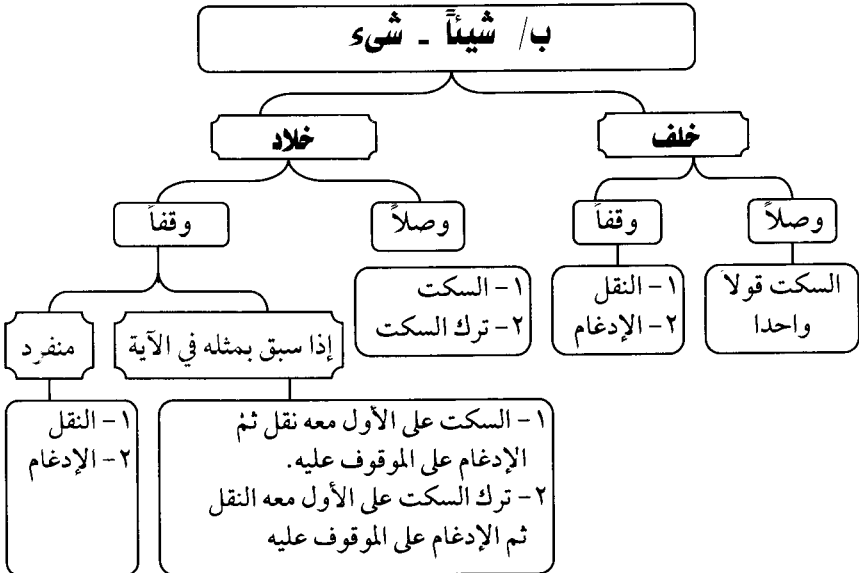 ب/ شيئاً ـ شىء
خلف
خلاد
وصلاً
وقفاً
وصلاً
وقفاً
السكت قولاً
واحدا
١- النقل
٢- الإدغام
١- السكت
٢- ترك السكت
إذا سبق بمثله في الآية
منفرد
١- السكت على الأول معه نقل ثم
الإدغام على الموقوف عليه.
٢- ترك السكت على الأول معه النقل
ثم الإدغام على الموقوف عليه
١- النقل
٢- الإدغام